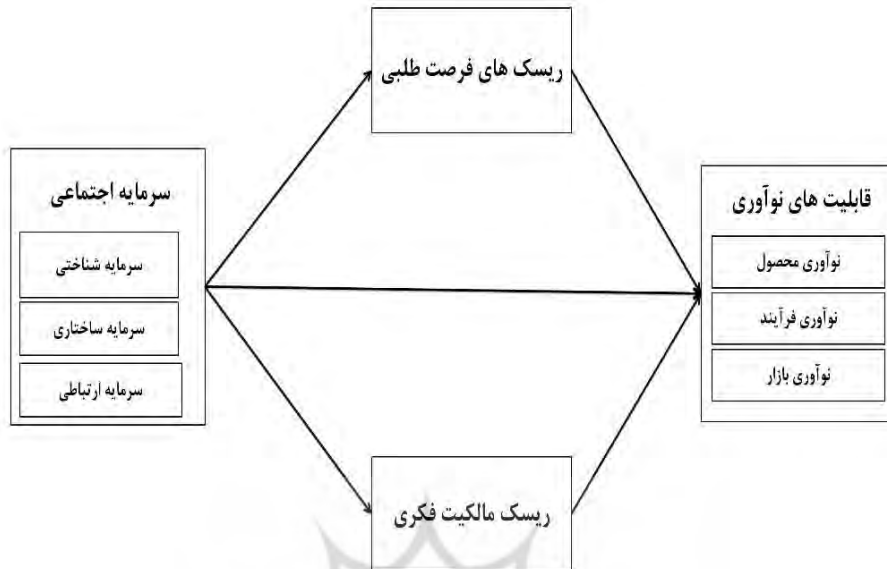 ریسک های فرصت طلبی
سرمایه اجتماعی
سرمایه شناختی
سرمایه ساختاری
سرمایه ارتباطی
قابلیت های نوآوری
نوآوری محصول
نوآوری فرآیند
نوآوری بازار
ریسک مالکیت فکری